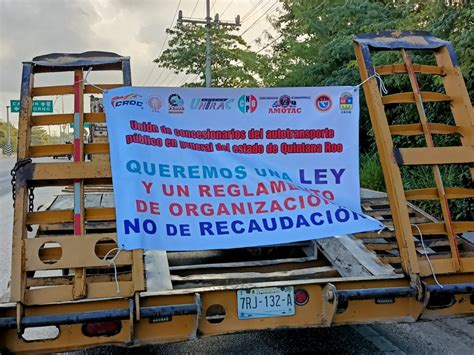 CROC
AMOTAC
Unión de concesionarios del autotransporte
público en general del estado de Quintana Roo
QUEREMOS UNA LEY
Y UN REGLAMENTO
DE ORGANIZACIÓN
NO DE RECAUDACIÓN
7RJ-132-A